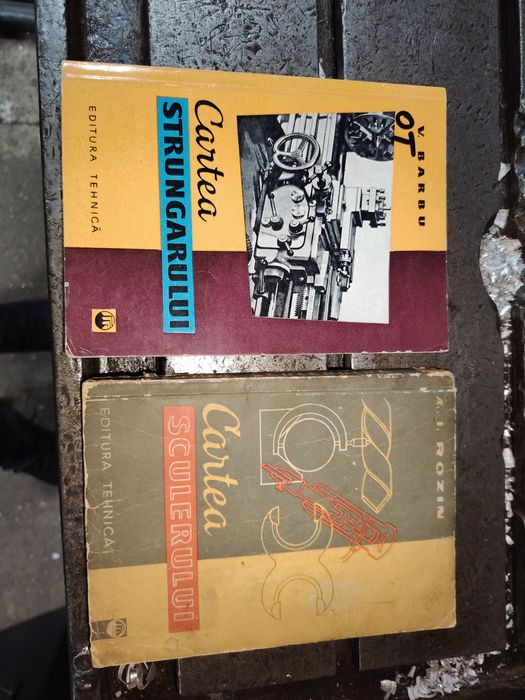 V. BARBU
OT
Cartea
STRUNGARULUI
EDITURA TEHNICĂ
A. I. ROZIN
Cartea
SCULERULUI
EDITURA TEHNICĂ